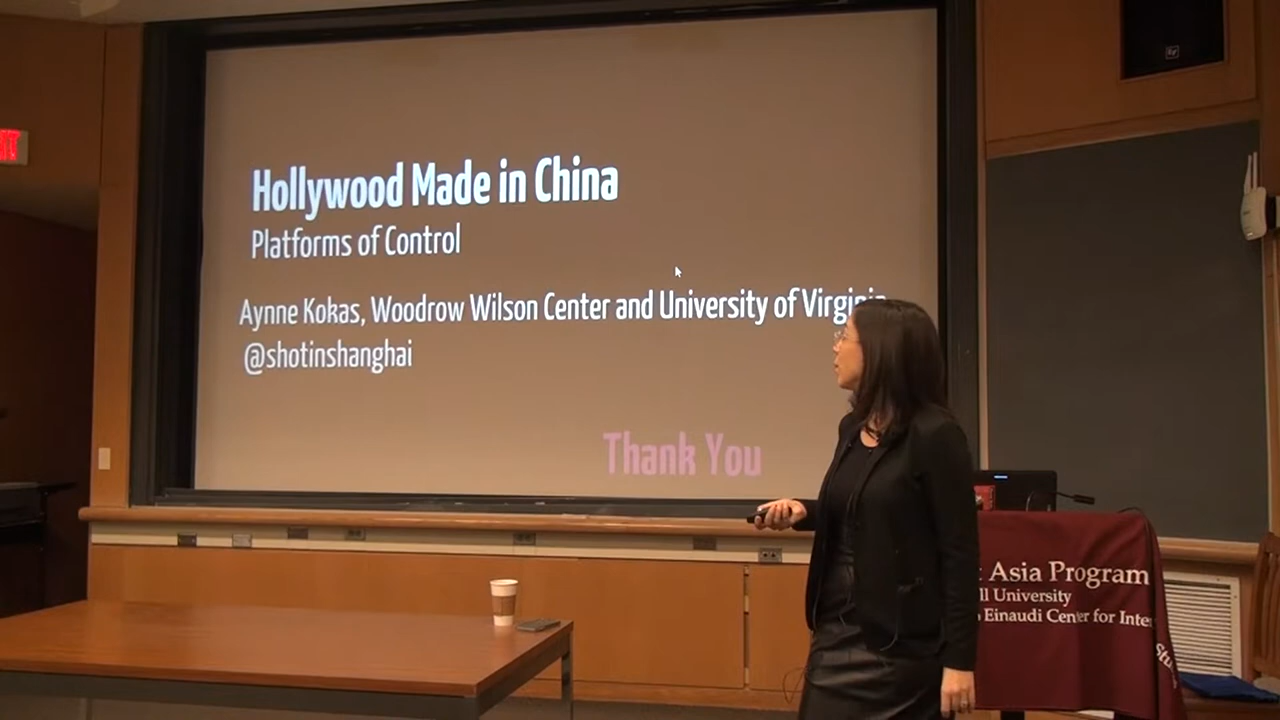 Hollywood Made in China
Platforms of Control
Aynne Kokas, Woodrow Wilson Center and University of Virginia
@shotinshanghai
Thank You
Asia Program
University
Einaudi Center for